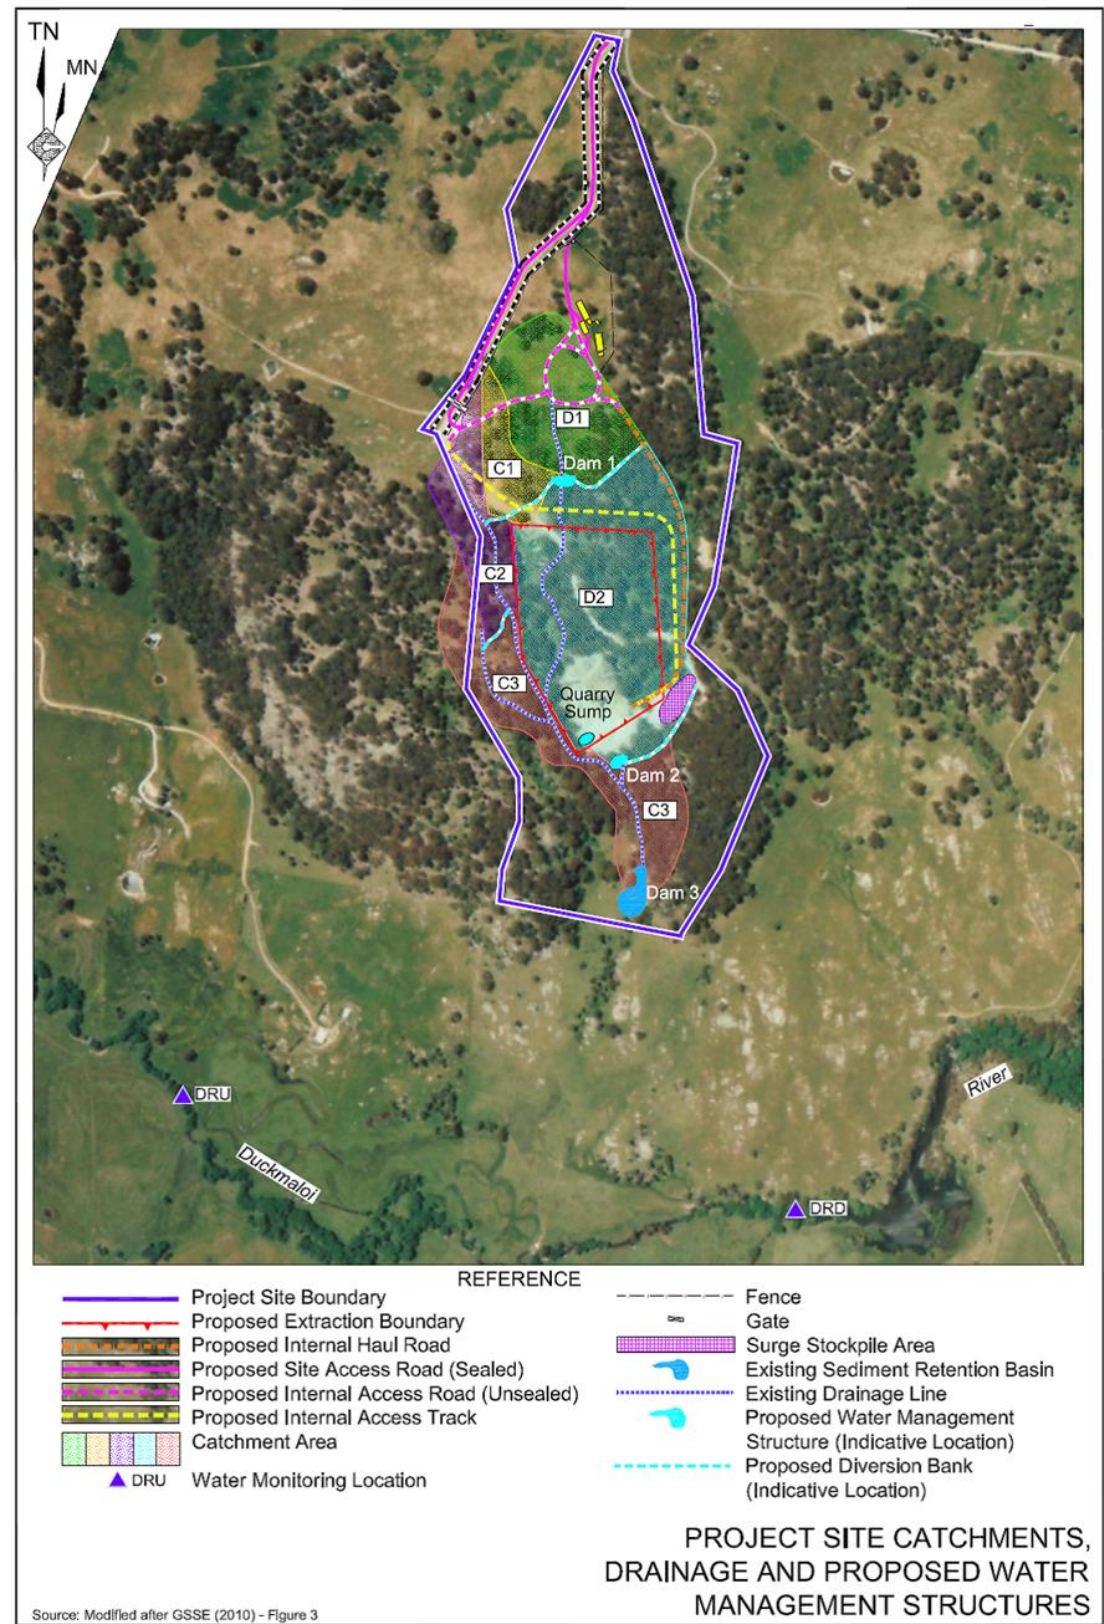 TN
MN
D1
C1
Dam 1
C2
D2
C3
Quarry
Sump
Dam 2
C3
Dam 3
DRU
River
Duckmaloi
DRD
REFERENCE
Project Site Boundary
Proposed Extraction Boundary
Proposed Internal Haul Road
Proposed Site Access Road (Sealed)
Proposed Internal Access Road (Unsealed)
Proposed Internal Access Track
Catchment Area
DRU Water Monitoring Location
Fence
Gate
Surge Stockpile Area
Existing Sediment Retention Basin
Existing Drainage Line
Proposed Water Management
Structure (Indicative Location)
Proposed Diversion Bank
(Indicative Location)
PROJECT SITE CATCHMENTS,
DRAINAGE AND PROPOSED WATER
MANAGEMENT STRUCTURES
Source: Modified after GSSE (2010) - Figure 3